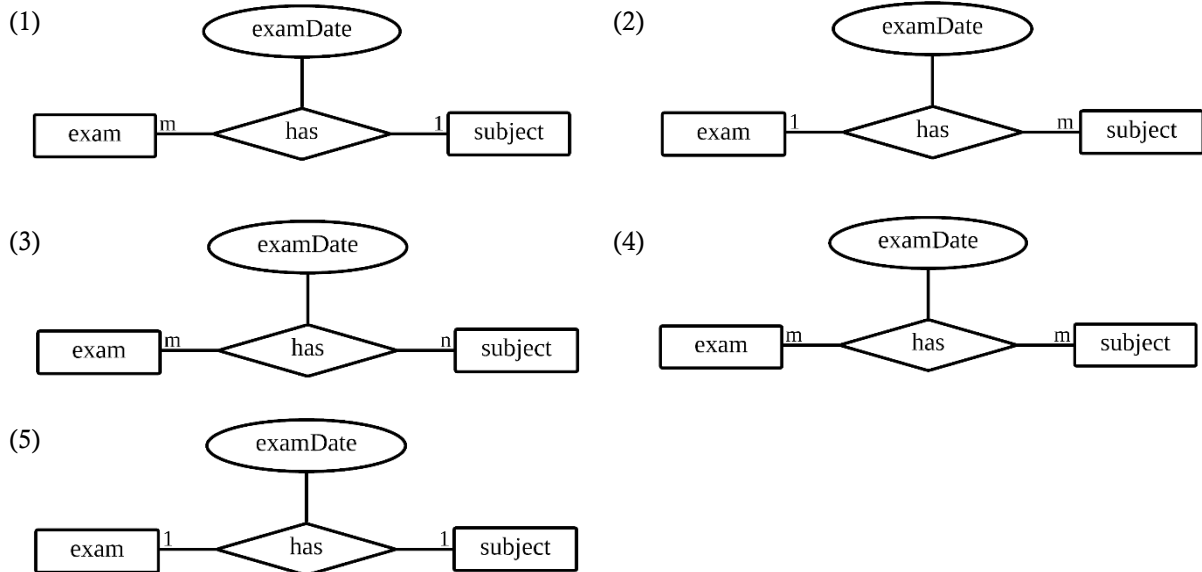 (1)
examDate
exam
m
has
1
subject
(2)
examDate
exam
1
has
m
subject
(3)
examDate
exam
m
has
n
subject
(4)
examDate
exam
m
has
m
subject
(5)
examDate
exam
1
has
1
subject